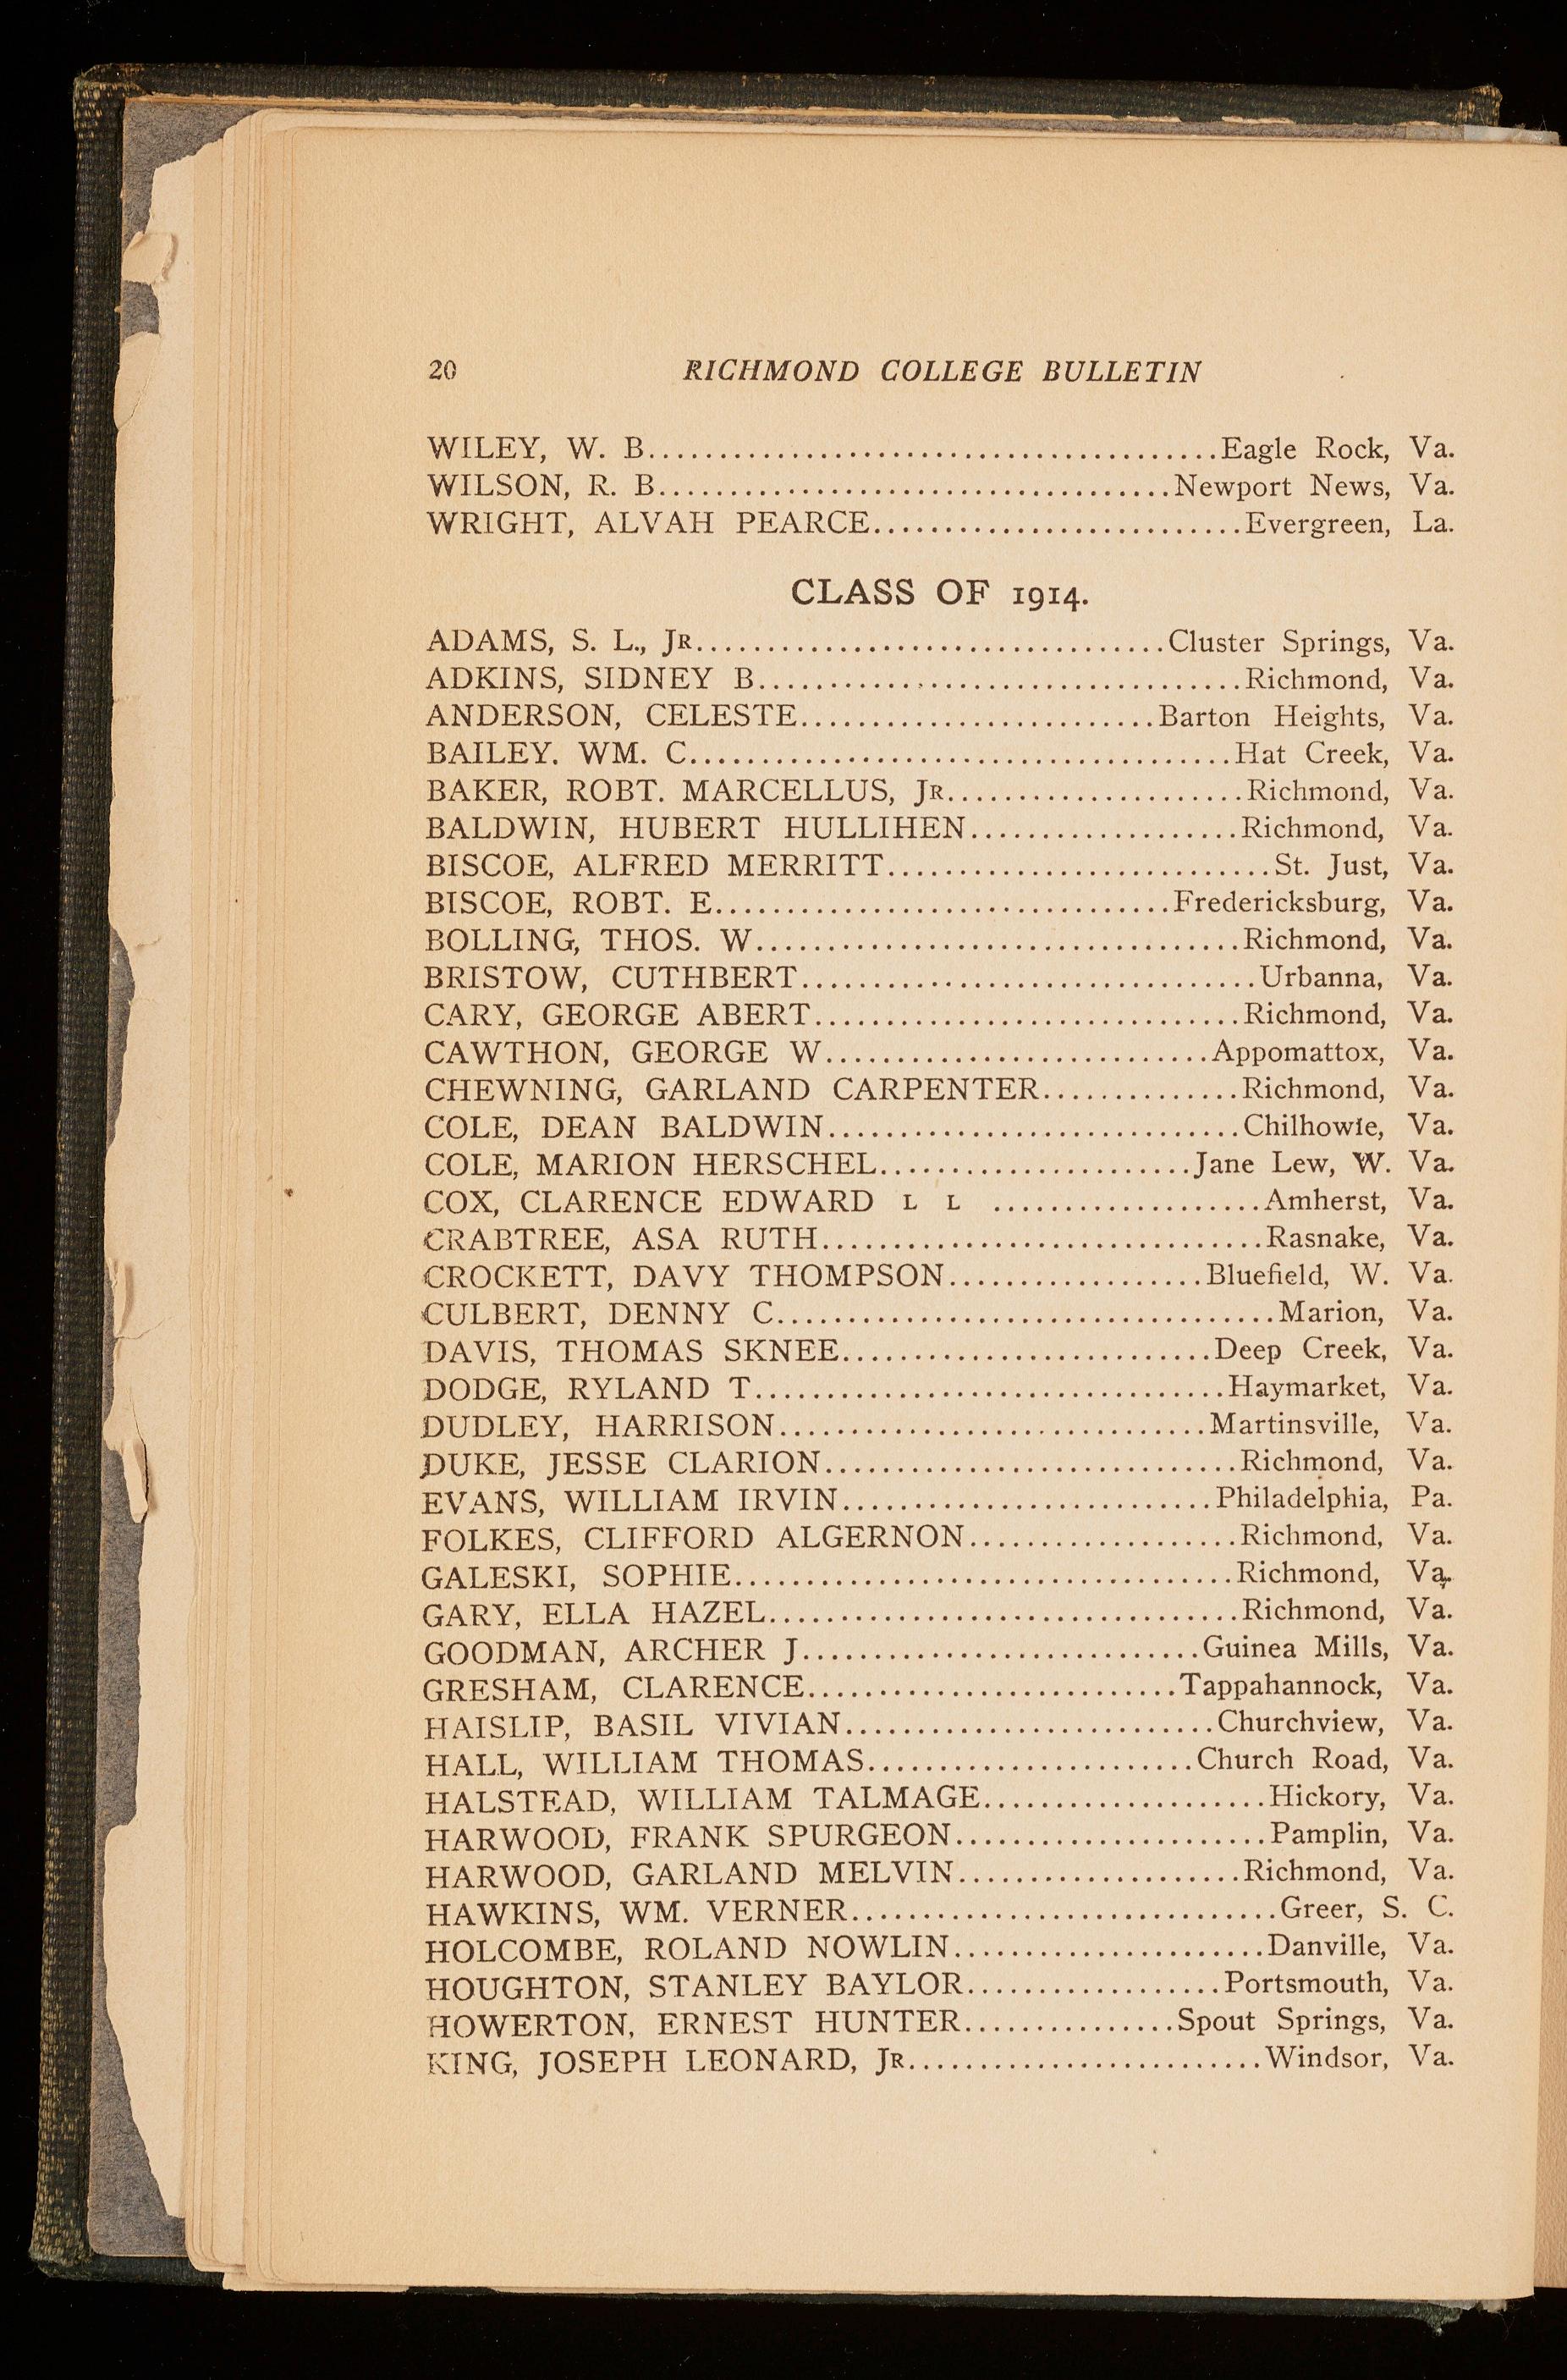 20 RICHMOND COLLEGE BULLETIN
WILEY, W. B..........Eagle Rock, Va.
WILSON, R. B..........Newport News, Va.
WRIGHT, ALVAH PEARCE..........Evergreen, La.
CLASS OF 1914.
ADAMS, S. L., JR..........Cluster Springs, Va.
ADKINS, SIDNEY B..........Richmond, Va.
ANDERSON, CELESTE..........Barton Heights, Va.
BAILEY. WM. C..........Hat Creek, Va.
BAKER, ROBT. MARCELLUS, JR..........Richmond, Va.
BALDWIN, HUBERT HULLIHEN..........Richmond, Va.
BISCOE, ALFRED MERRITT..........St. Just, Va.
BISCOE, ROBT. E..........Fredericksburg, Va.
BOLLING, THOS. W..........Richmond, Va.
BRISTOW, CUTHBERT..........Urbanna, Va.
CARY, GEORGE ABERT..........Richmond, Va.
CAWTHON, GEORGE W..........Appomattox, Va.
CHEWNING, GARLAND CARPENTER..........Richmond, Va.
COLE, DEAN BALDWIN..........Chilhowie, Va.
COLE, MARION HERSCHEL..........Jane Lew, W. Va.
COX, CLARENCE EDWARD L L ..........Amherst, Va.
CRABTREE, ASA RUTH..........Rasnake, Va.
CROCKETT, DAVY THOMPSON..........Bluefield, W. Va.
CULBERT, DENNY C..........Marion, Va.
DAVIS, THOMAS SKNEE..........Deep Creek, Va.
DODGE, RYLAND T..........Haymarket, Va.
DUDLEY, HARRISON..........Martinsville, Va.
DUKE, JESSE CLARION..........Richmond, Va.
EVANS, WILLIAM IRVIN..........Philadelphia, Pa.
FOLKES, CLIFFORD ALGERNON..........Richmond, Va.
GALESKI, SOPHIE..........Richmond, Va.
GARY, ELLA HAZEL..........Richmond, Va.
GOODMAN, ARCHER J..........Guinea Mills, Va.
GRESHAM, CLARENCE..........Tappahannock, Va.
HAISLIP, BASIL VIVIAN..........Churchview, Va.
HALL, WILLIAM THOMAS..........Church Road, Va.
HALSTEAD, WILLIAM TALMAGE..........Hickory, Va.
HARWOOD, FRANK SPURGEON..........Pamplin, Va.
HARWOOD, GARLAND MELVIN..........Richmond, Va.
HAWKINS, WM. VERNER..........Greer, S. C.
HOLCOMBE, ROLAND NOWLIN..........Danville, Va.
HOUGHTON, STANLEY BAYLOR..........Portsmouth, Va.
HOWERTON, ERNEST HUNTER..........Spout Springs, Va.
KING, JOSEPH LEONARD, JR..........Windsor, Va.